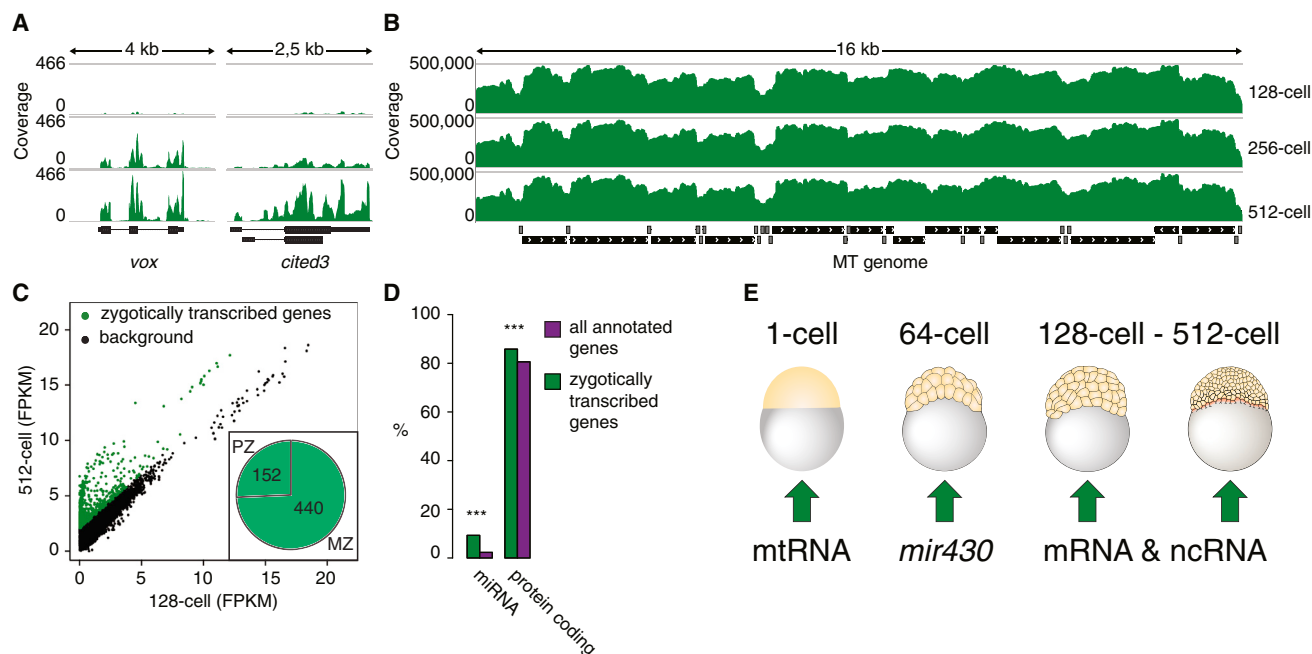 A
4 kb
2,5 kb
466
0
466
0
466
0
Coverage
vox
cited3
B
16 kb
500,000
0
500,000
0
500,000
0
Coverage
128-cell
256-cell
512-cell
MT genome
C
zygotically transcribed genes
background
20
15
10
5
0
512-cell (FPKM)
0
5
10
15
20
128-cell (FPKM)
PZ
152
440
MZ
D
100
80
60
%
40
20
0
***
***
all annotated
genes
zygotically
transcribed
genes
miRNA
protein coding
E
1-cell
64-cell
128-cell - 512-cell
mtRNA
mir430
mRNA & ncRNA